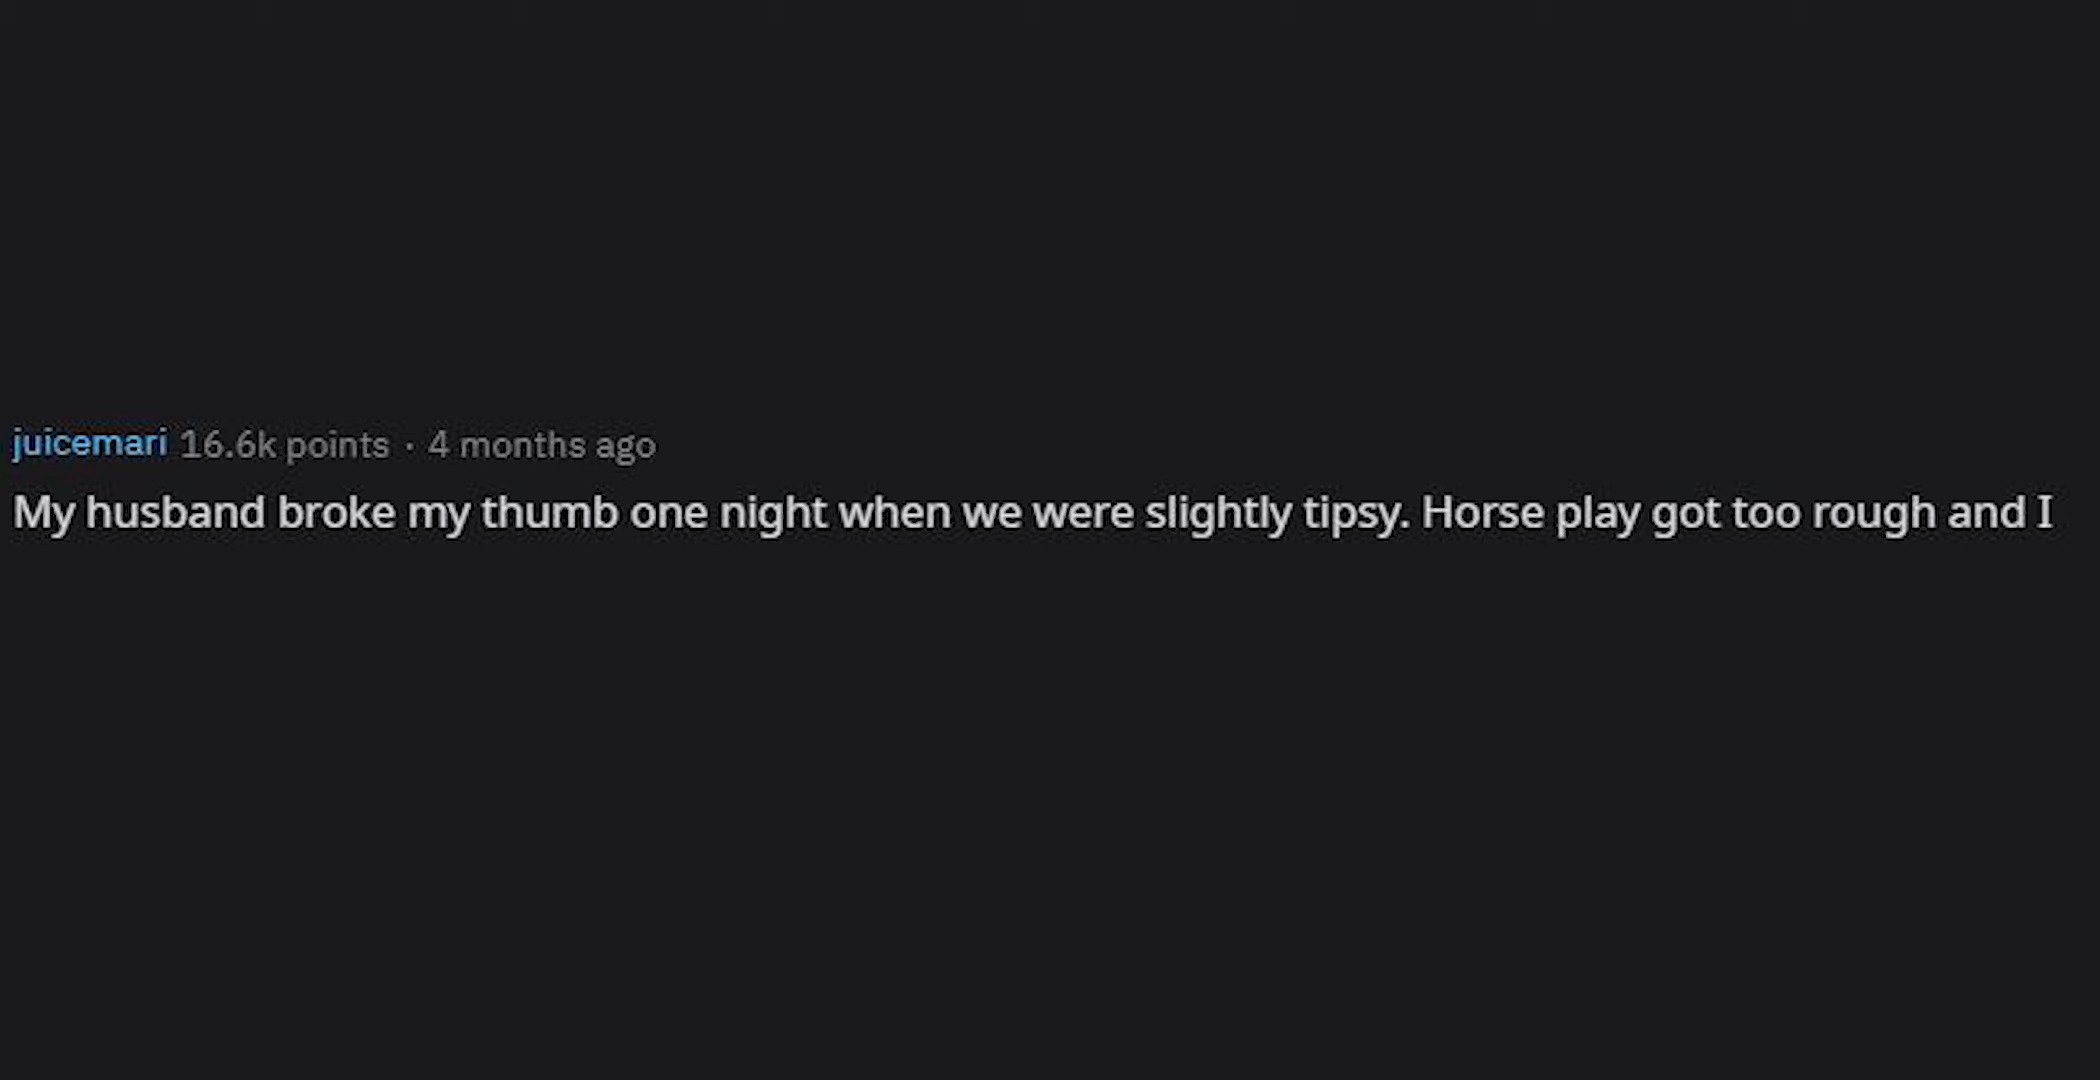 juicemari 16.6k points · 4 months ago
My husband broke my thumb one night when we were slightly tipsy. Horse play got too rough and I